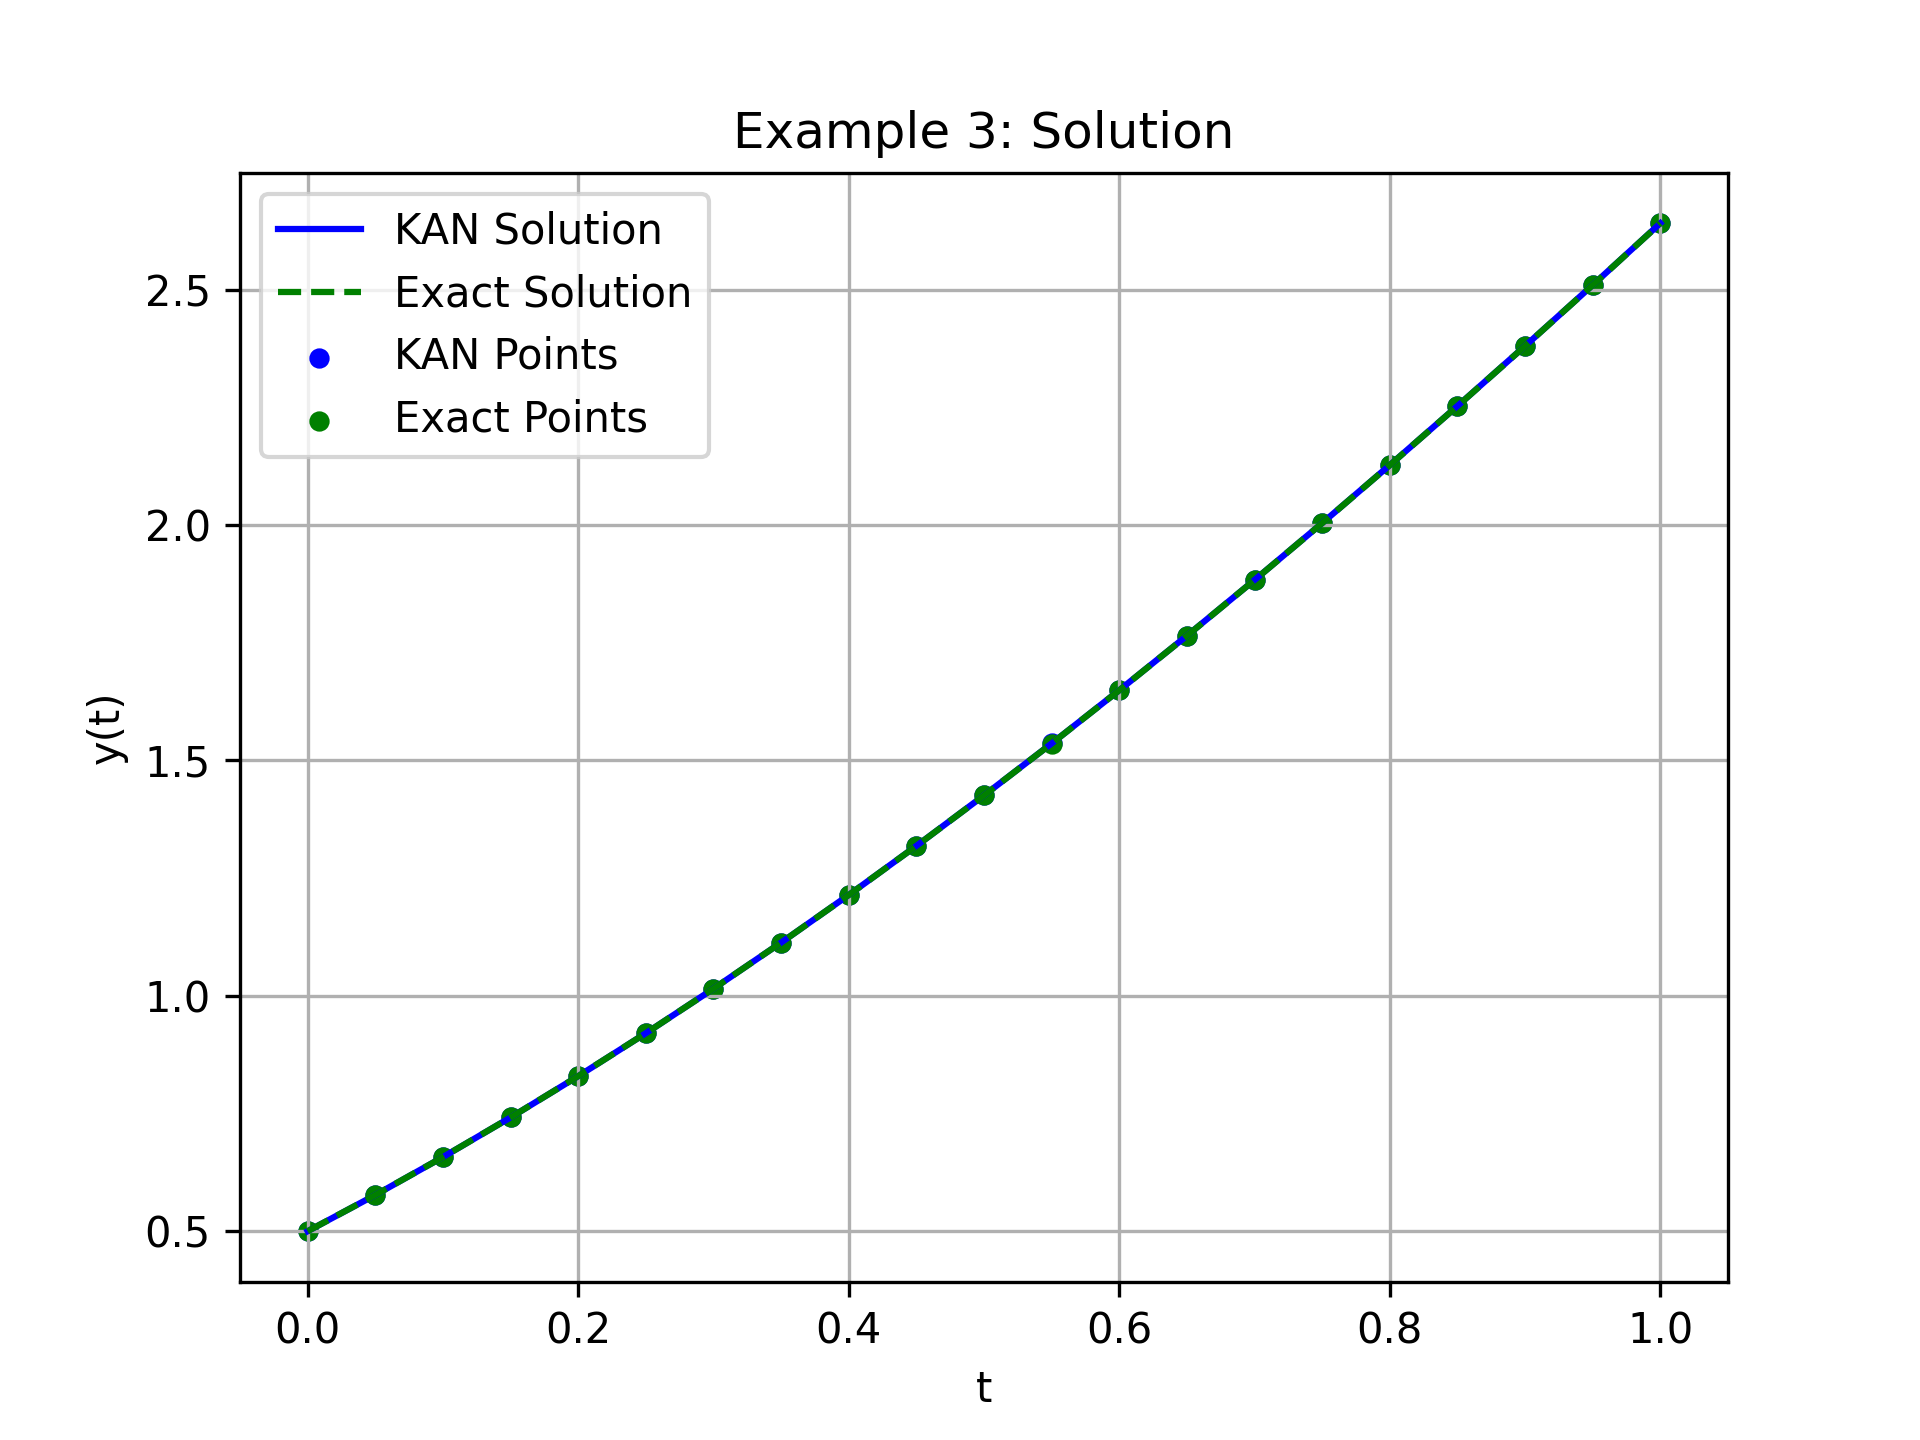 Example 3: Solution
KAN Solution
Exact Solution
KAN Points
Exact Points
y(t)
2.5
2.0
1.5
1.0
0.5
0.0 0.2 0.4 0.6 0.8 1.0
t